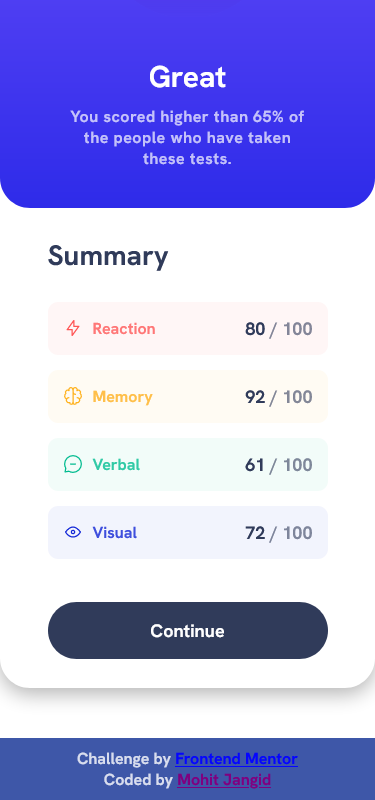 Great
You scored higher than 65% of
the people who have taken
these tests.
Summary
Reaction 80 / 100
Memory 92 / 100
Verbal 61 / 100
Visual 72 / 100
Continue
Challenge by Frontend Mentor
Coded by Mohit Jangid